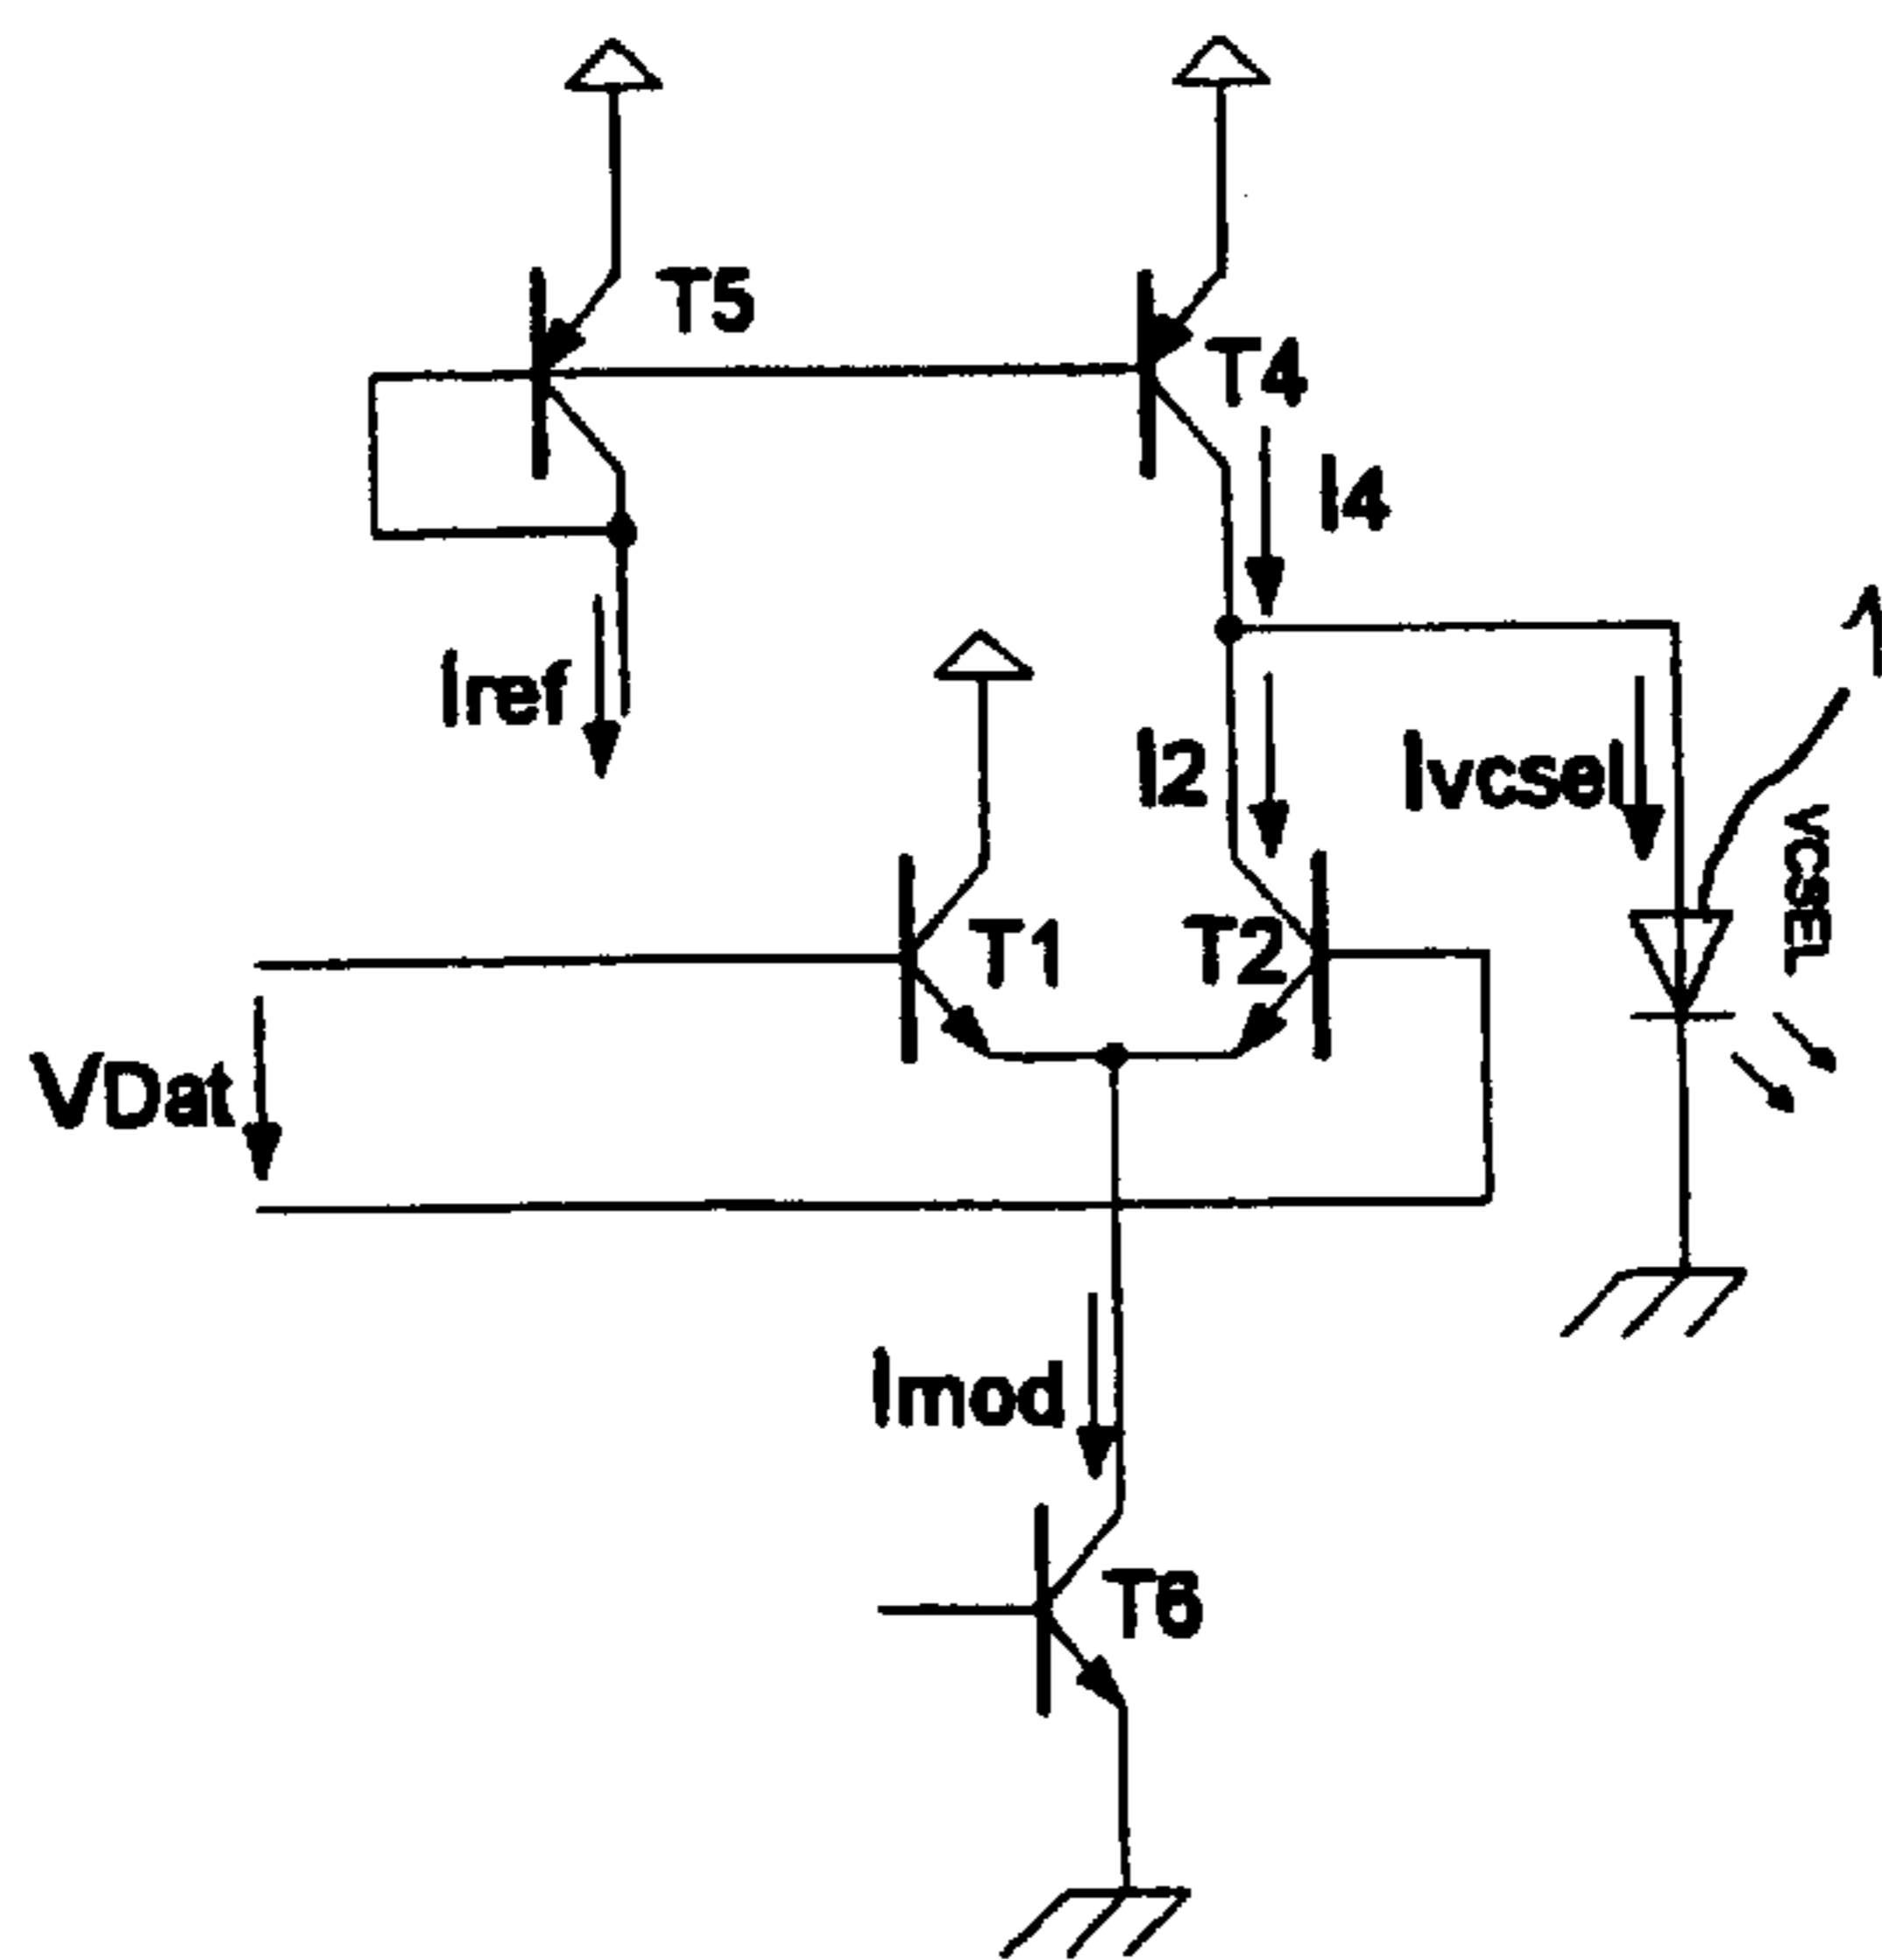 T5
T4
I4
Iref
1
I2
Ivcsel
VCSEL
T1
T2
VDat
Imod
T6